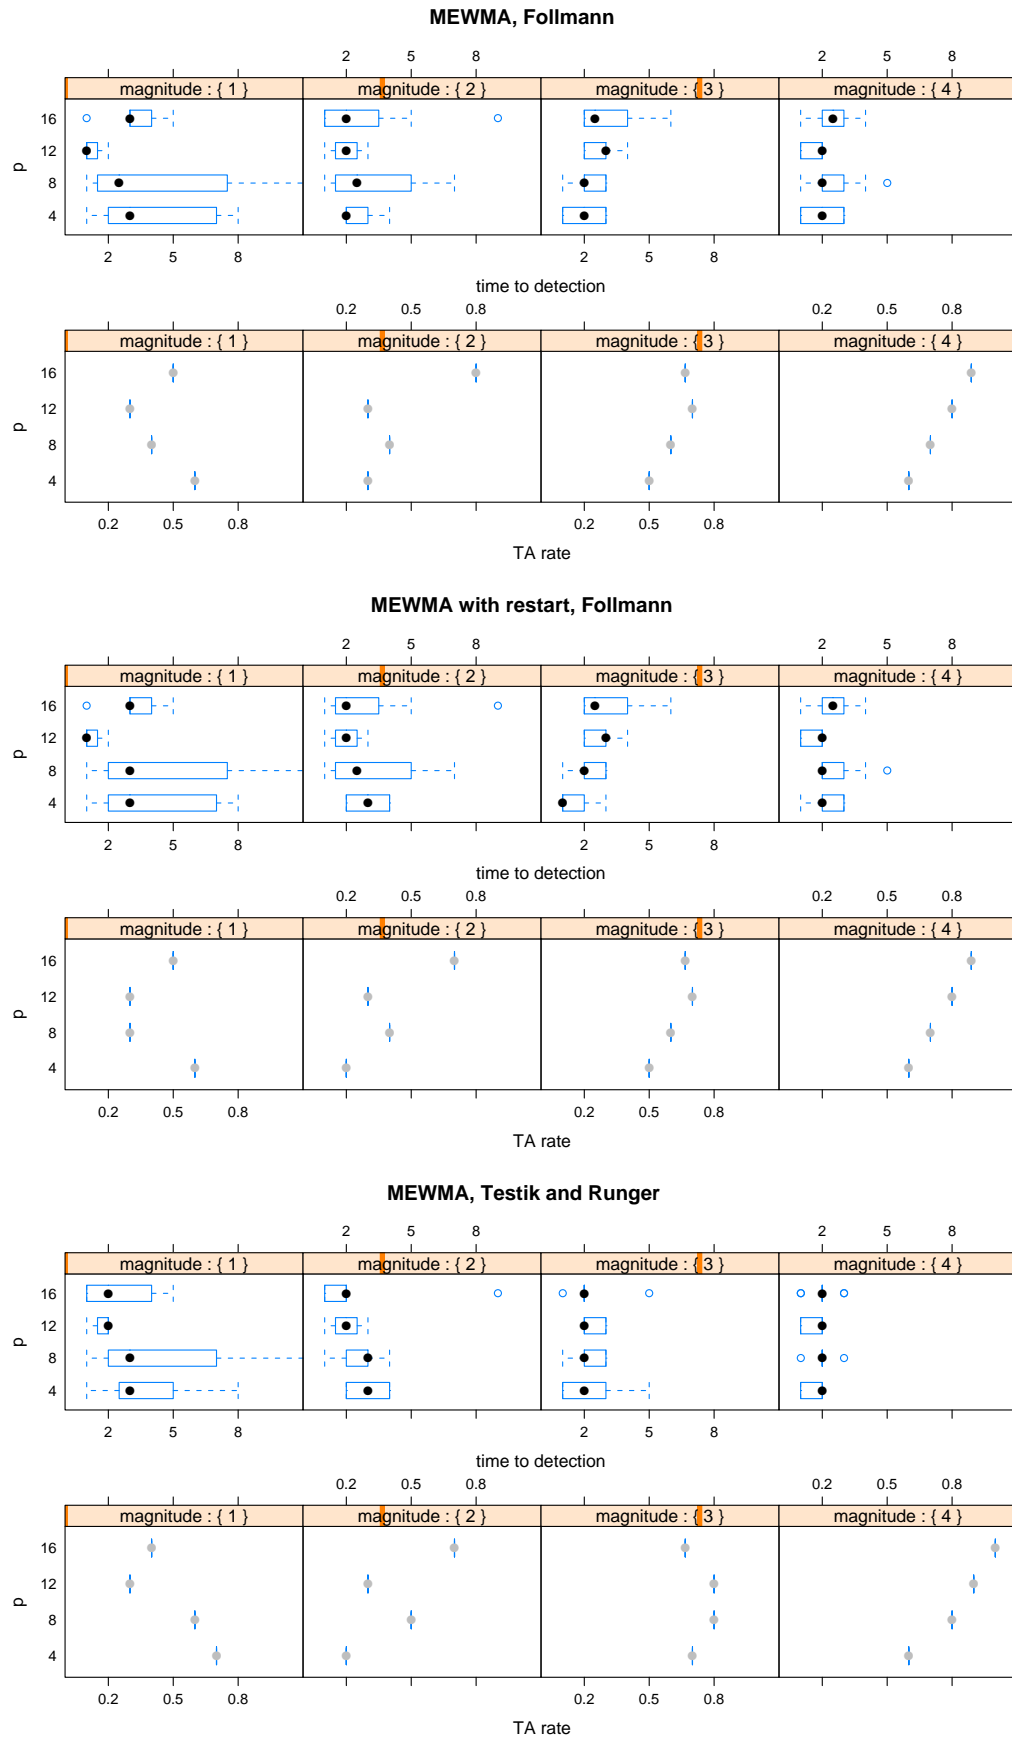 MEWMA, Follmann
2 5 8 2 5 8
magnitude : { 1 } magnitude : { 2 } magnitude : { 3 } magnitude : { 4 }
16
12
p
8
4
2 5 8 2 5 8
time to detection
0.2 0.5 0.8 0.2 0.5 0.8
magnitude : { 1 } magnitude : { 2 } magnitude : { 3 } magnitude : { 4 }
16
12
p
8
4
0.2 0.5 0.8 0.2 0.5 0.8
TA rate
MEWMA with restart, Follmann
2 5 8 2 5 8
magnitude : { 1 } magnitude : { 2 } magnitude : { 3 } magnitude : { 4 }
16
12
p
8
4
2 5 8 2 5 8
time to detection
0.2 0.5 0.8 0.2 0.5 0.8
magnitude : { 1 } magnitude : { 2 } magnitude : { 3 } magnitude : { 4 }
16
12
p
8
4
0.2 0.5 0.8 0.2 0.5 0.8
TA rate
MEWMA, Testik and Runger
2 5 8 2 5 8
magnitude : { 1 } magnitude : { 2 } magnitude : { 3 } magnitude : { 4 }
16
12
p
8
4
2 5 8 2 5 8
time to detection
0.2 0.5 0.8 0.2 0.5 0.8
magnitude : { 1 } magnitude : { 2 } magnitude : { 3 } magnitude : { 4 }
16
12
p
8
4
0.2 0.5 0.8 0.2 0.5 0.8
TA rate